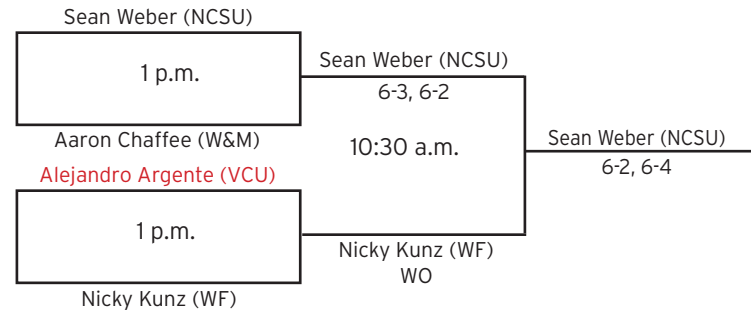 Sean Weber (NCSU)
1 p.m.
Aaron Chaffee (W&M)
Alejandro Argente (VCU)
1 p.m.
Nicky Kunz (WF)
Sean Weber (NCSU)
6-3, 6-2
10:30 a.m.
Nicky Kunz (WF)
WO
Sean Weber (NCSU)
6-2, 6-4